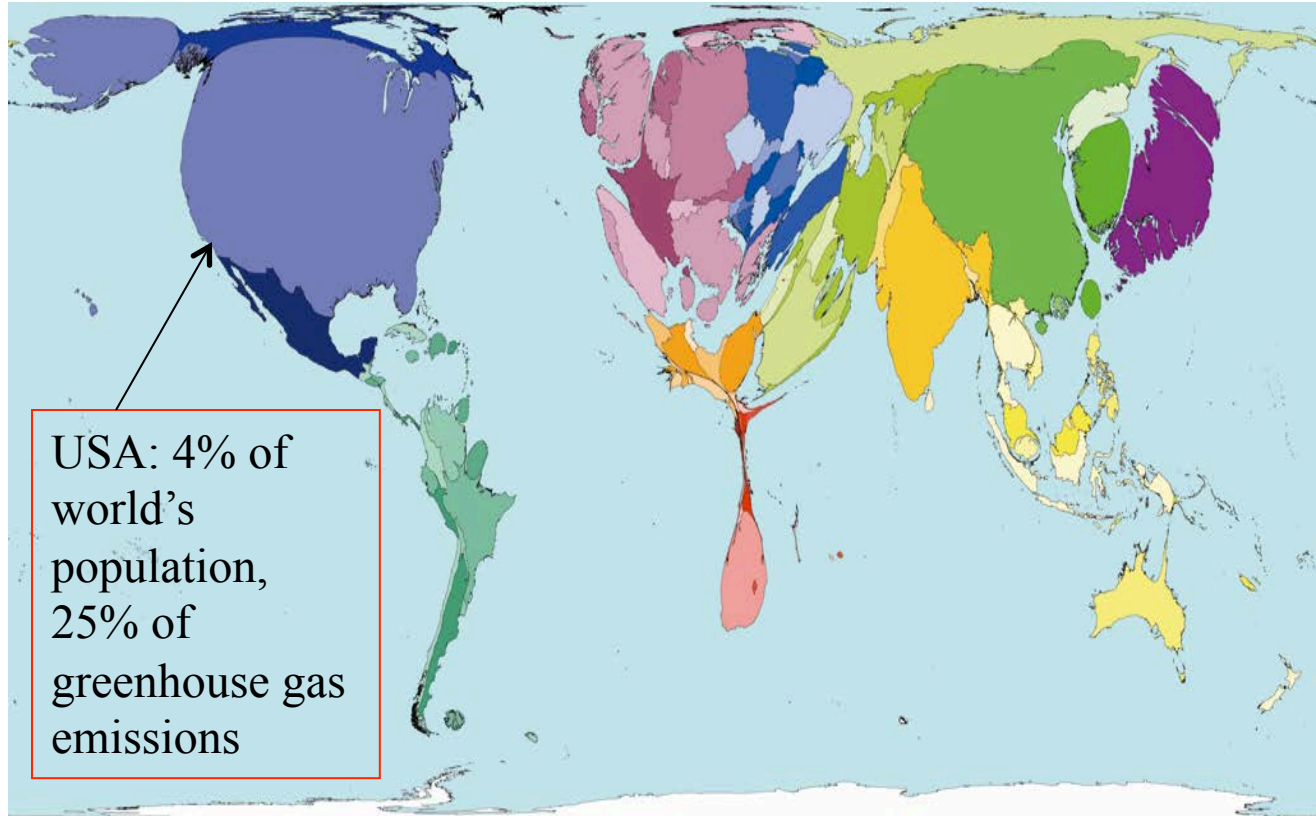 USA: 4% of
world’s
population,
25% of
greenhouse gas
emissions